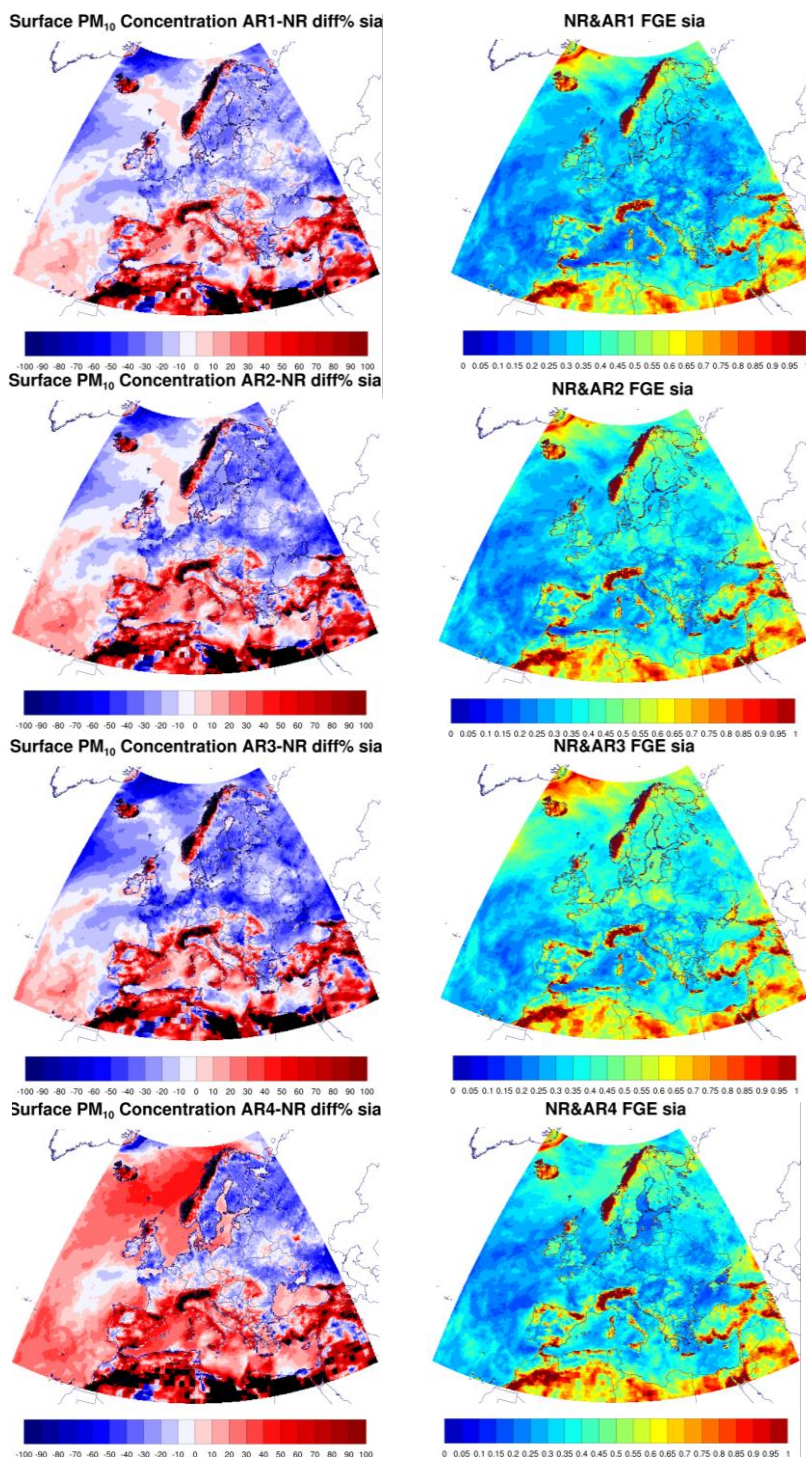 Surface PM₁₀ Concentration AR1-NR diff% sia
NR&AR1 FGE sia
-100 -90 -80 -70 -60 -50 -40 -30 -20 -10 0 10 20 30 40 50 60 70 80 90 100
0 0.05 0.1 0.15 0.2 0.25 0.3 0.35 0.4 0.45 0.5 0.55 0.6 0.65 0.7 0.75 0.8 0.85 0.9 0.95 1
Surface PM₁₀ Concentration AR2-NR diff% sia
NR&AR2 FGE sia
-100 -90 -80 -70 -60 -50 -40 -30 -20 -10 0 10 20 30 40 50 60 70 80 90 100
0 0.05 0.1 0.15 0.2 0.25 0.3 0.35 0.4 0.45 0.5 0.55 0.6 0.65 0.7 0.75 0.8 0.85 0.9 0.95 1
Surface PM₁₀ Concentration AR3-NR diff% sia
NR&AR3 FGE sia
-100 -90 -80 -70 -60 -50 -40 -30 -20 -10 0 10 20 30 40 50 60 70 80 90 100
0 0.05 0.1 0.15 0.2 0.25 0.3 0.35 0.4 0.45 0.5 0.55 0.6 0.65 0.7 0.75 0.8 0.85 0.9 0.95 1
Surface PM₁₀ Concentration AR4-NR diff% sia
NR&AR4 FGE sia
-100 -90 -80 -70 -60 -50 -40 -30 -20 -10 0 10 20 30 40 50 60 70 80 90 100
0 0.05 0.1 0.15 0.2 0.25 0.3 0.35 0.4 0.45 0.5 0.55 0.6 0.65 0.7 0.75 0.8 0.85 0.9 0.95 1